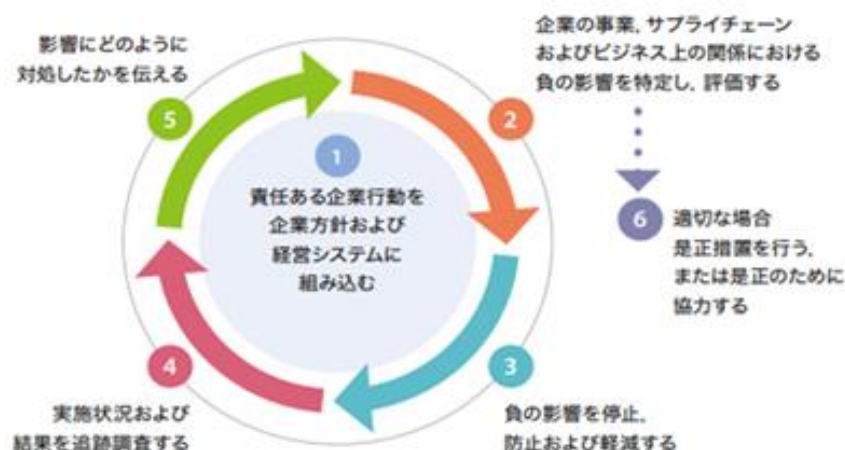 1
責任ある企業行動を
企業方針および
経営システムに
組み込む
2
企業の事業, サプライチェーン
およびビジネス上の関係における
負の影響を特定し, 評価する
3
負の影響を停止,
防止および軽減する
4
実施状況および
結果を追跡調査する
5
影響にどのように
対処したかを伝える
6
適切な場合
是正措置を行う,
または是正のために
協力する